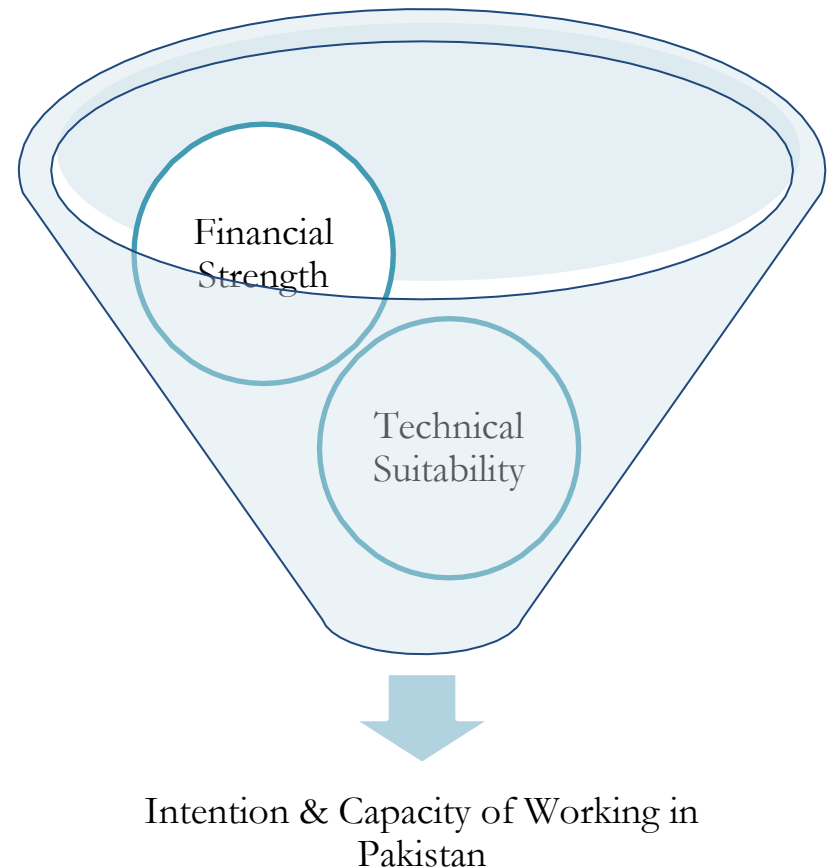 Financial
Strength
Technical
Suitability
Intention & Capacity of Working in
Pakistan